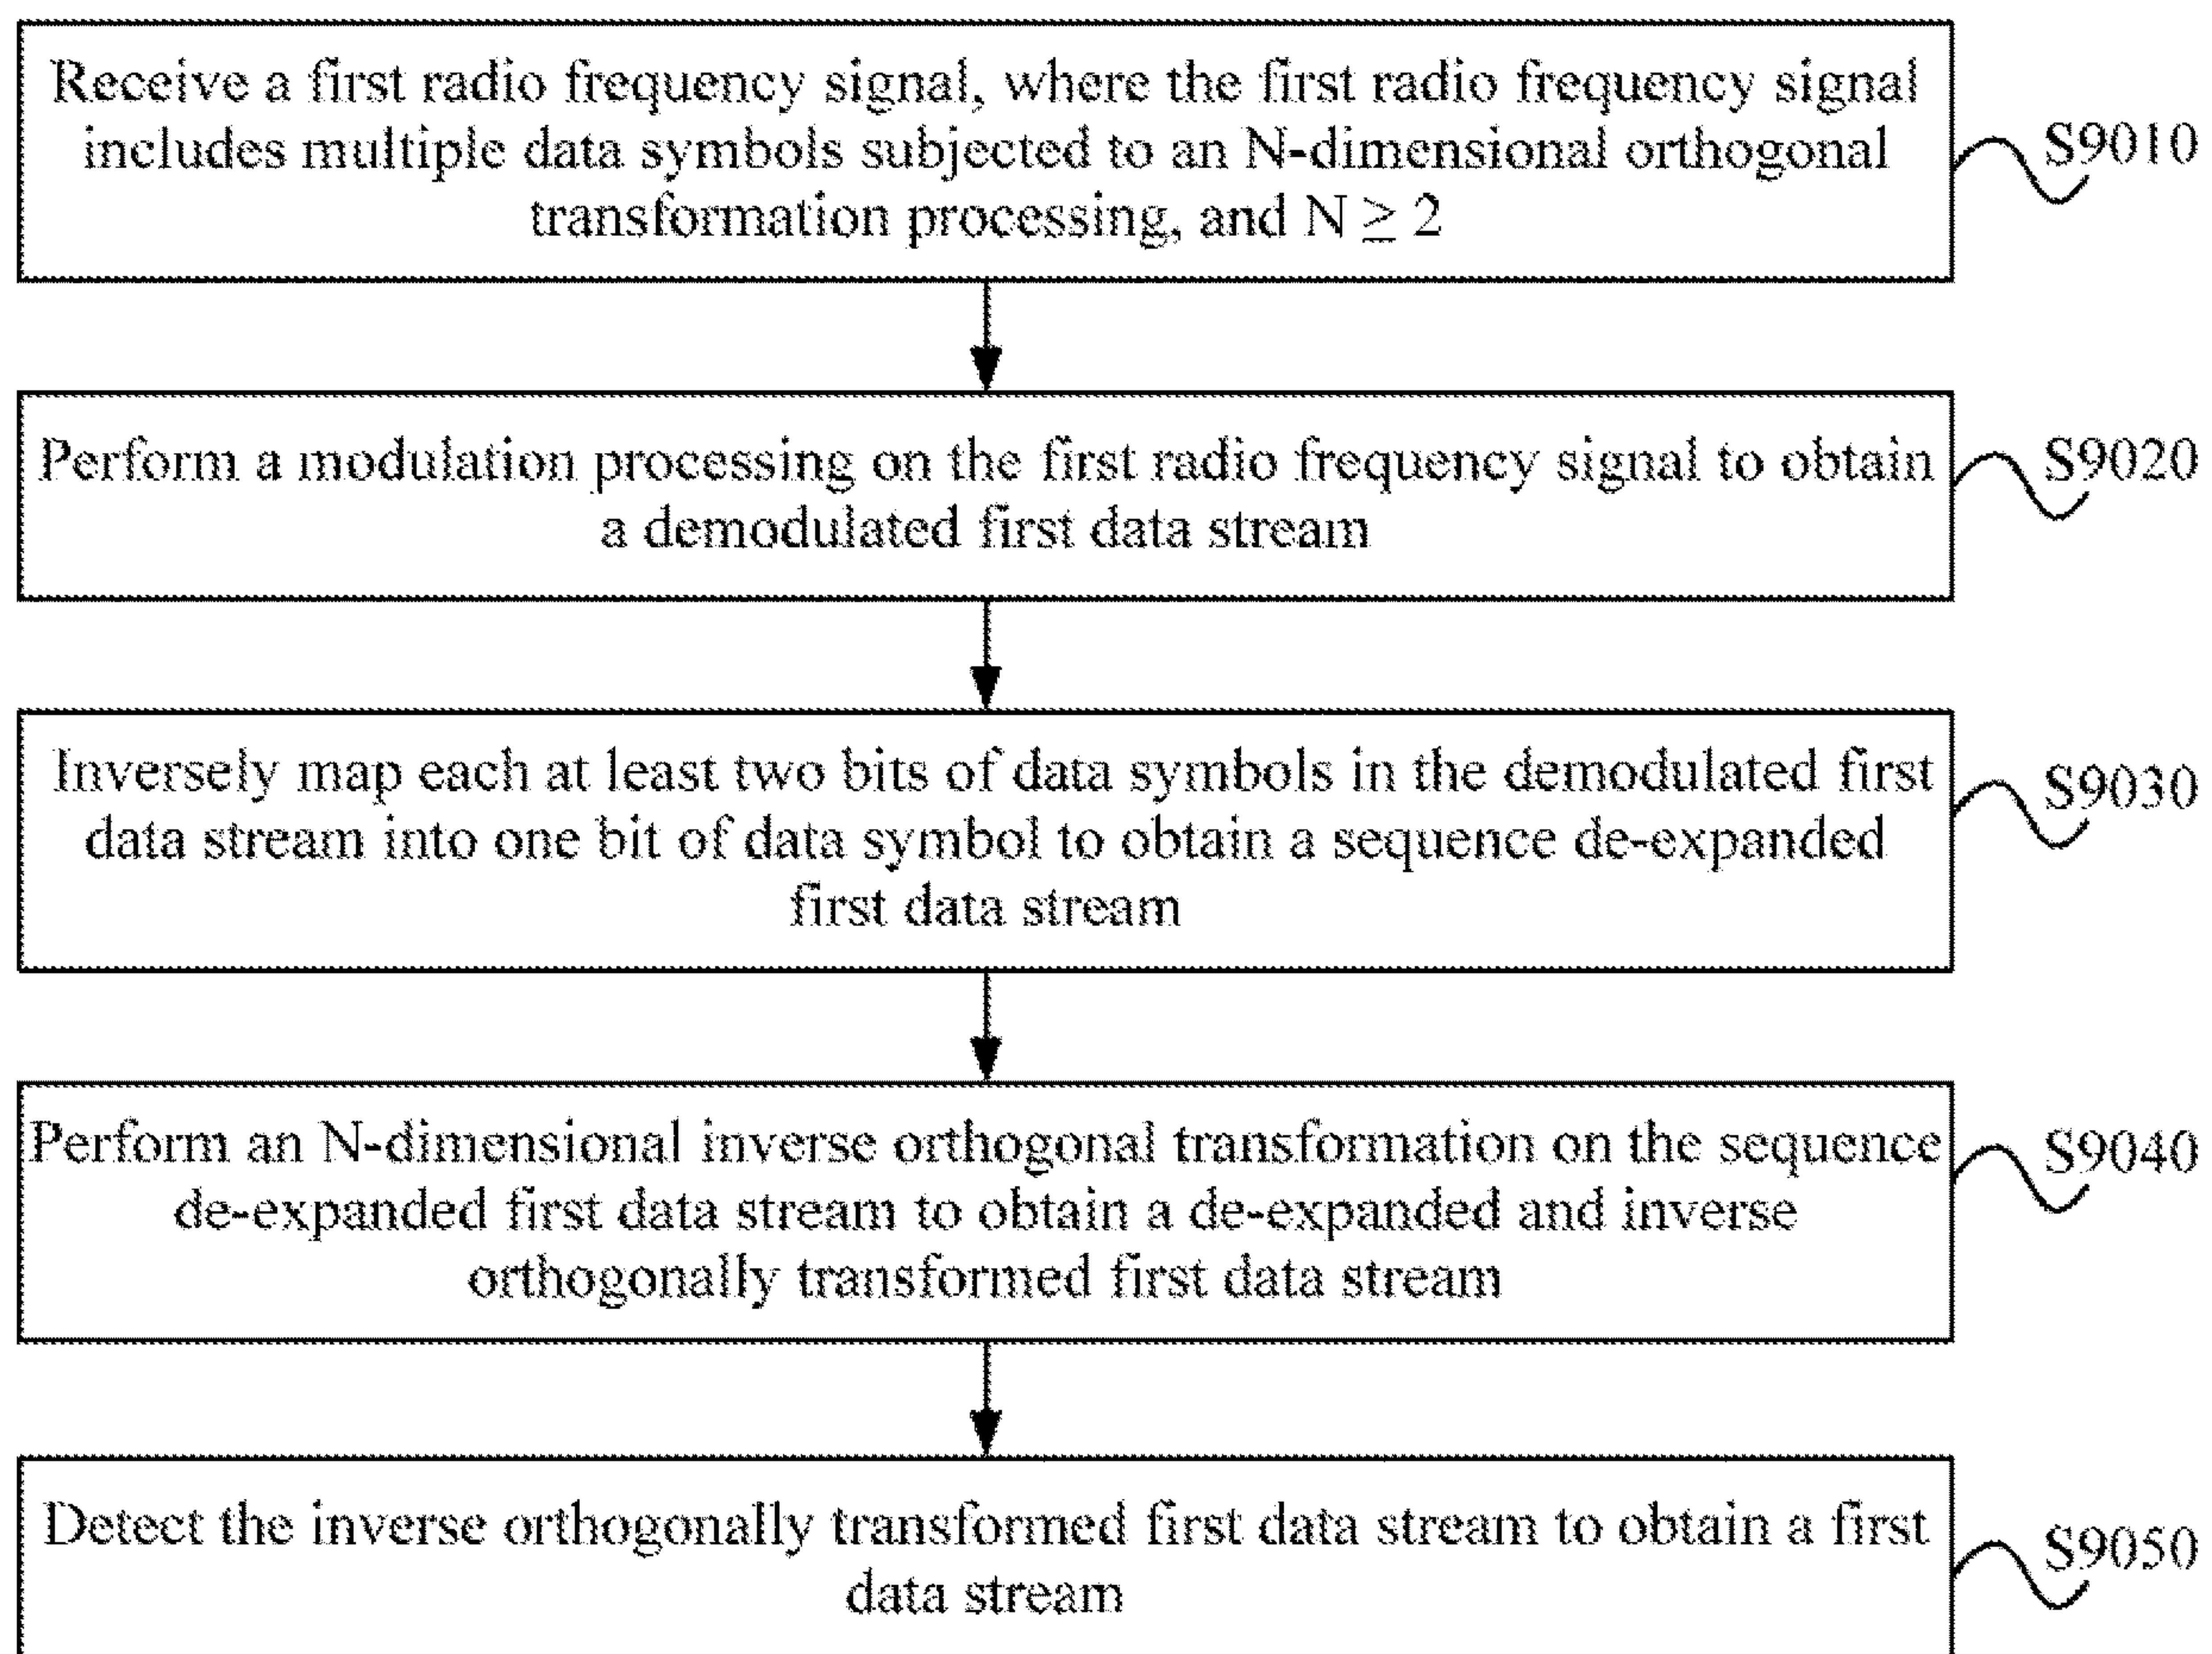 Receive a first radio frequency signal, where the first radio frequency signal
includes multiple data symbols subjected to an N-dimensional orthogonal
transformation processing, and N ≥ 2
S9010
Perform a modulation processing on the first radio frequency signal to obtain
a demodulated first data stream
S9020
Inversely map each at least two bits of data symbols in the demodulated first
data stream into one bit of data symbol to obtain a sequence de-expanded
first data stream
S9030
Perform an N-dimensional inverse orthogonal transformation on the sequence
de-expanded first data stream to obtain a de-expanded and inverse
orthogonally transformed first data stream
S9040
Detect the inverse orthogonally transformed first data stream to obtain a first
data stream
S9050